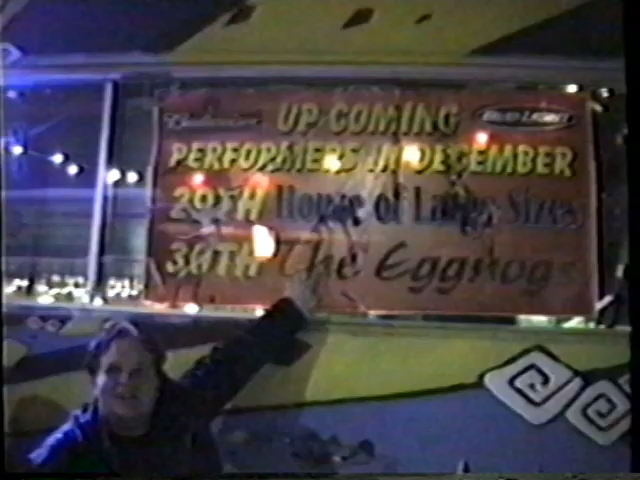 Budweiser UP COMING BUD LIGHT
PERFORMERS IN DECEMBER
29TH House of Large Sizes
30TH The Eggnogs